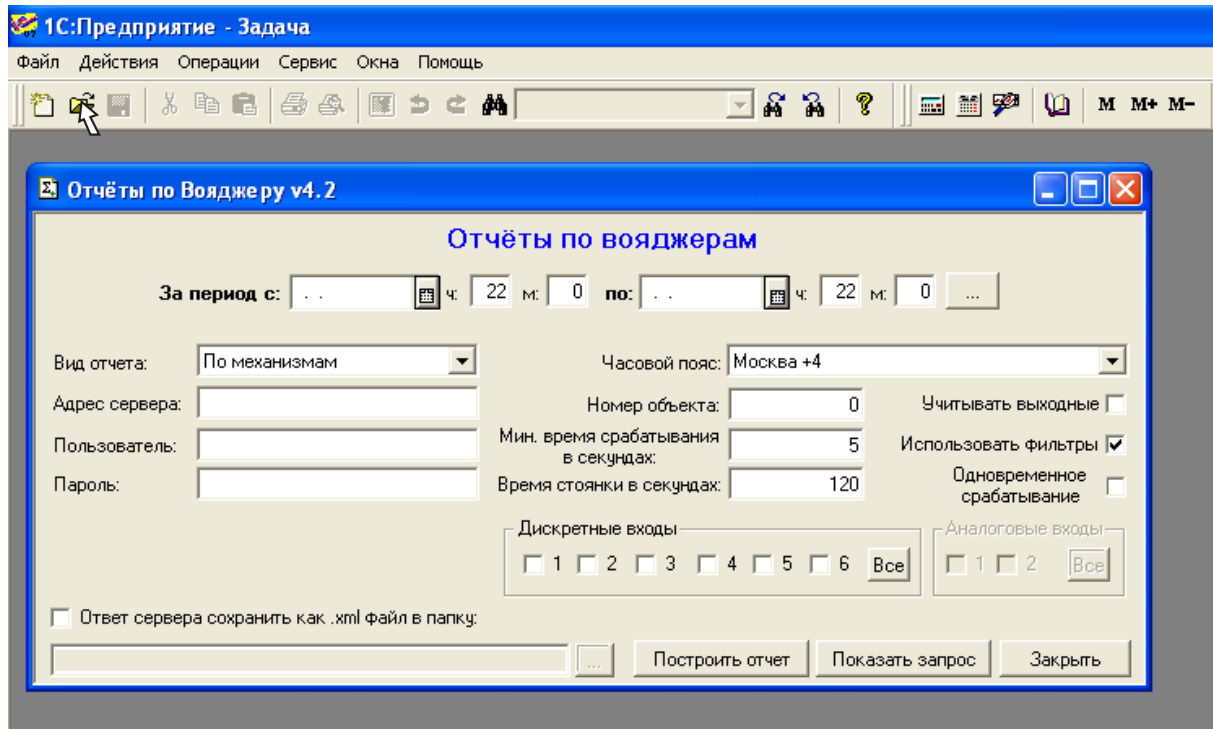 1С:Предприятие - Задача
Файл Действия Операции Сервис Окна Помощь
М М+ М-
Отчёты по Вояджеру v4.2
Отчёты по вояджерам
За период с: . . ч: 22 м: 0 по: . . ч: 22 м: 0 ...
Вид отчета: По механизмам Часовой пояс: Москва +4
Адрес сервера: Номер объекта: 0 Учитывать выходные
Пользователь: Мин. время срабатывания в секундах: 5 Использовать фильтры
Пароль: Время стоянки в секундах: 120 Одновременное срабатывание
Дискретные входы Аналоговые входы
1 2 3 4 5 6 Все 1 2 Все
Ответ сервера сохранить как .xml файл в папку:
... Построить отчет Показать запрос Закрыть